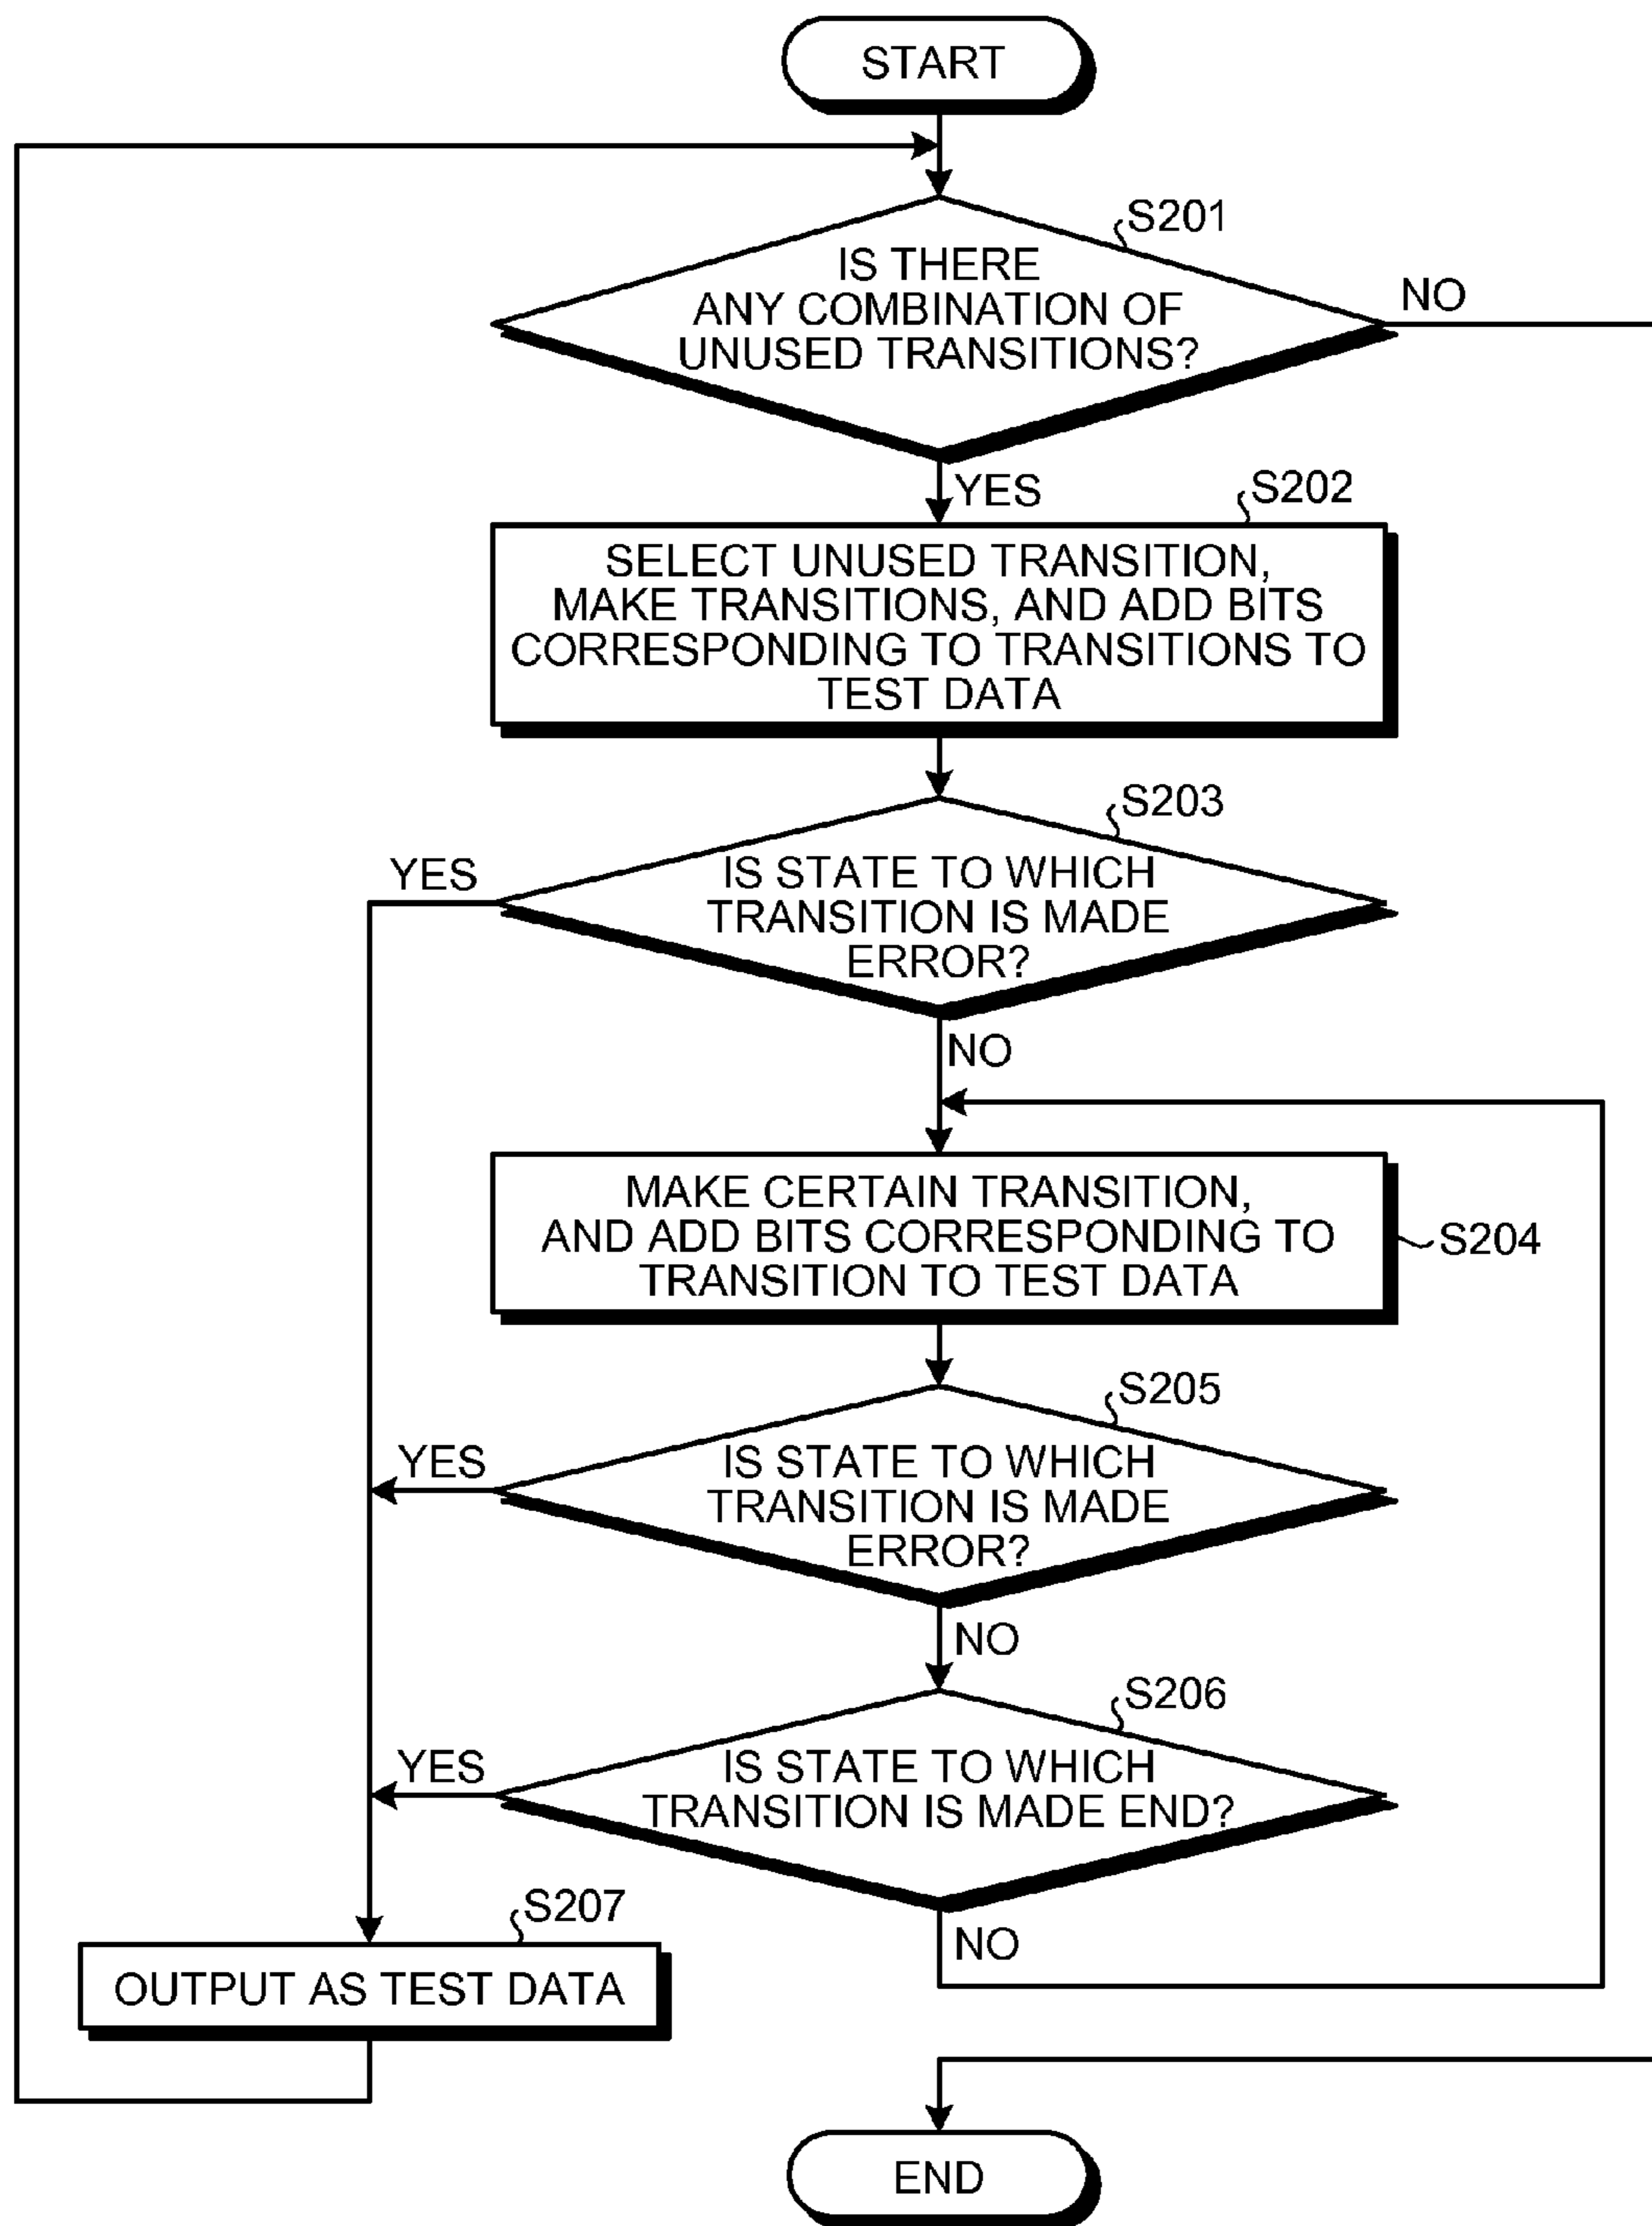 START
S201
IS THERE
ANY COMBINATION OF
UNUSED TRANSITIONS?
NO
YES
S202
SELECT UNUSED TRANSITION,
MAKE TRANSITIONS, AND ADD BITS
CORRESPONDING TO TRANSITIONS TO
TEST DATA
S203
YES
IS STATE TO WHICH
TRANSITION IS MADE
ERROR?
NO
MAKE CERTAIN TRANSITION,
AND ADD BITS CORRESPONDING TO
TRANSITION TO TEST DATA
S204
S205
YES
IS STATE TO WHICH
TRANSITION IS MADE
ERROR?
NO
S206
YES
IS STATE TO WHICH
TRANSITION IS MADE END?
S207
NO
OUTPUT AS TEST DATA
END